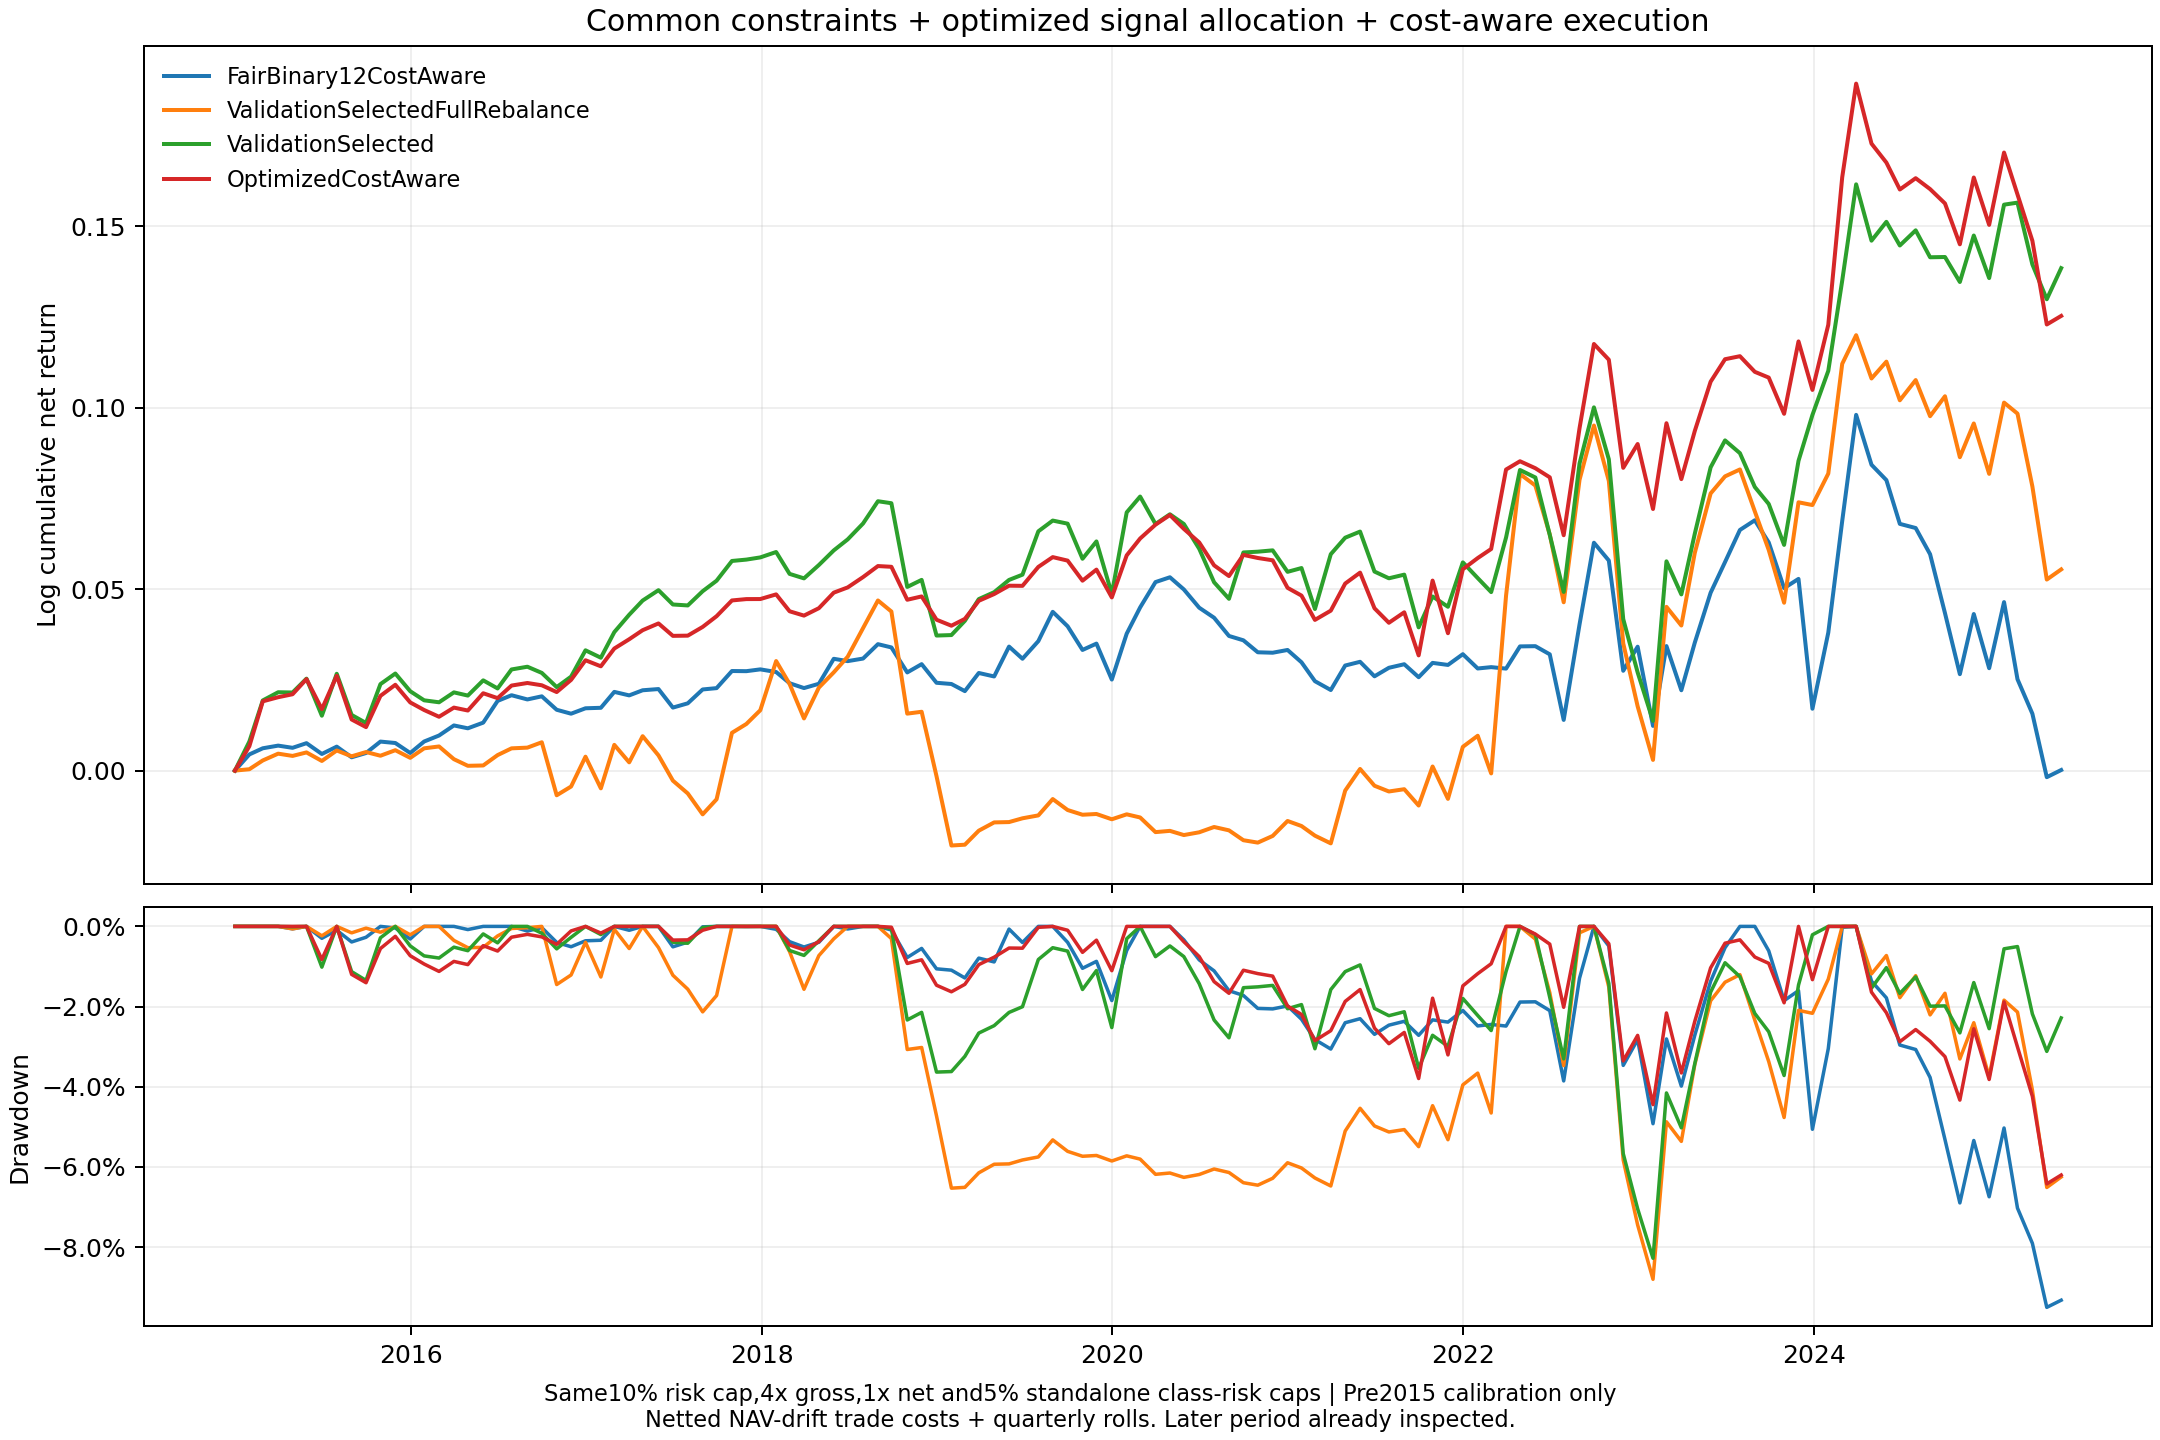 Common constraints + optimized signal allocation + cost-aware execution
FairBinary12CostAware
ValidationSelectedFullRebalance
ValidationSelected
OptimizedCostAware
Log cumulative net return
0.15
0.10
0.05
0.00
Drawdown
0.0%
−2.0%
−4.0%
−6.0%
−8.0%
2016
2018
2020
2022
2024
Same10% risk cap,4x gross,1x net and5% standalone class-risk caps | Pre2015 calibration only
Netted NAV-drift trade costs + quarterly rolls. Later period already inspected.